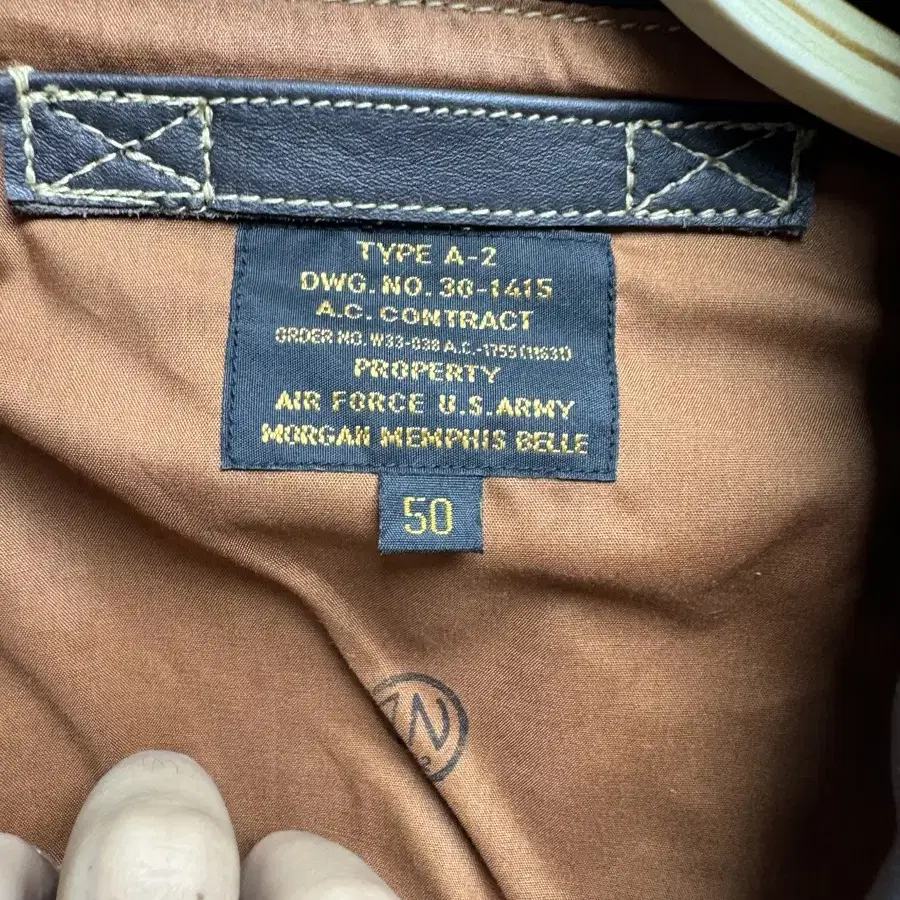 TYPE A-2
DWG. NO. 30-1415
A.C. CONTRACT
ORDER NO. W33-038 A.C.-1755 (11631)
PROPERTY
AIR FORCE U.S. ARMY
MORGAN MEMPHIS BELLE
50